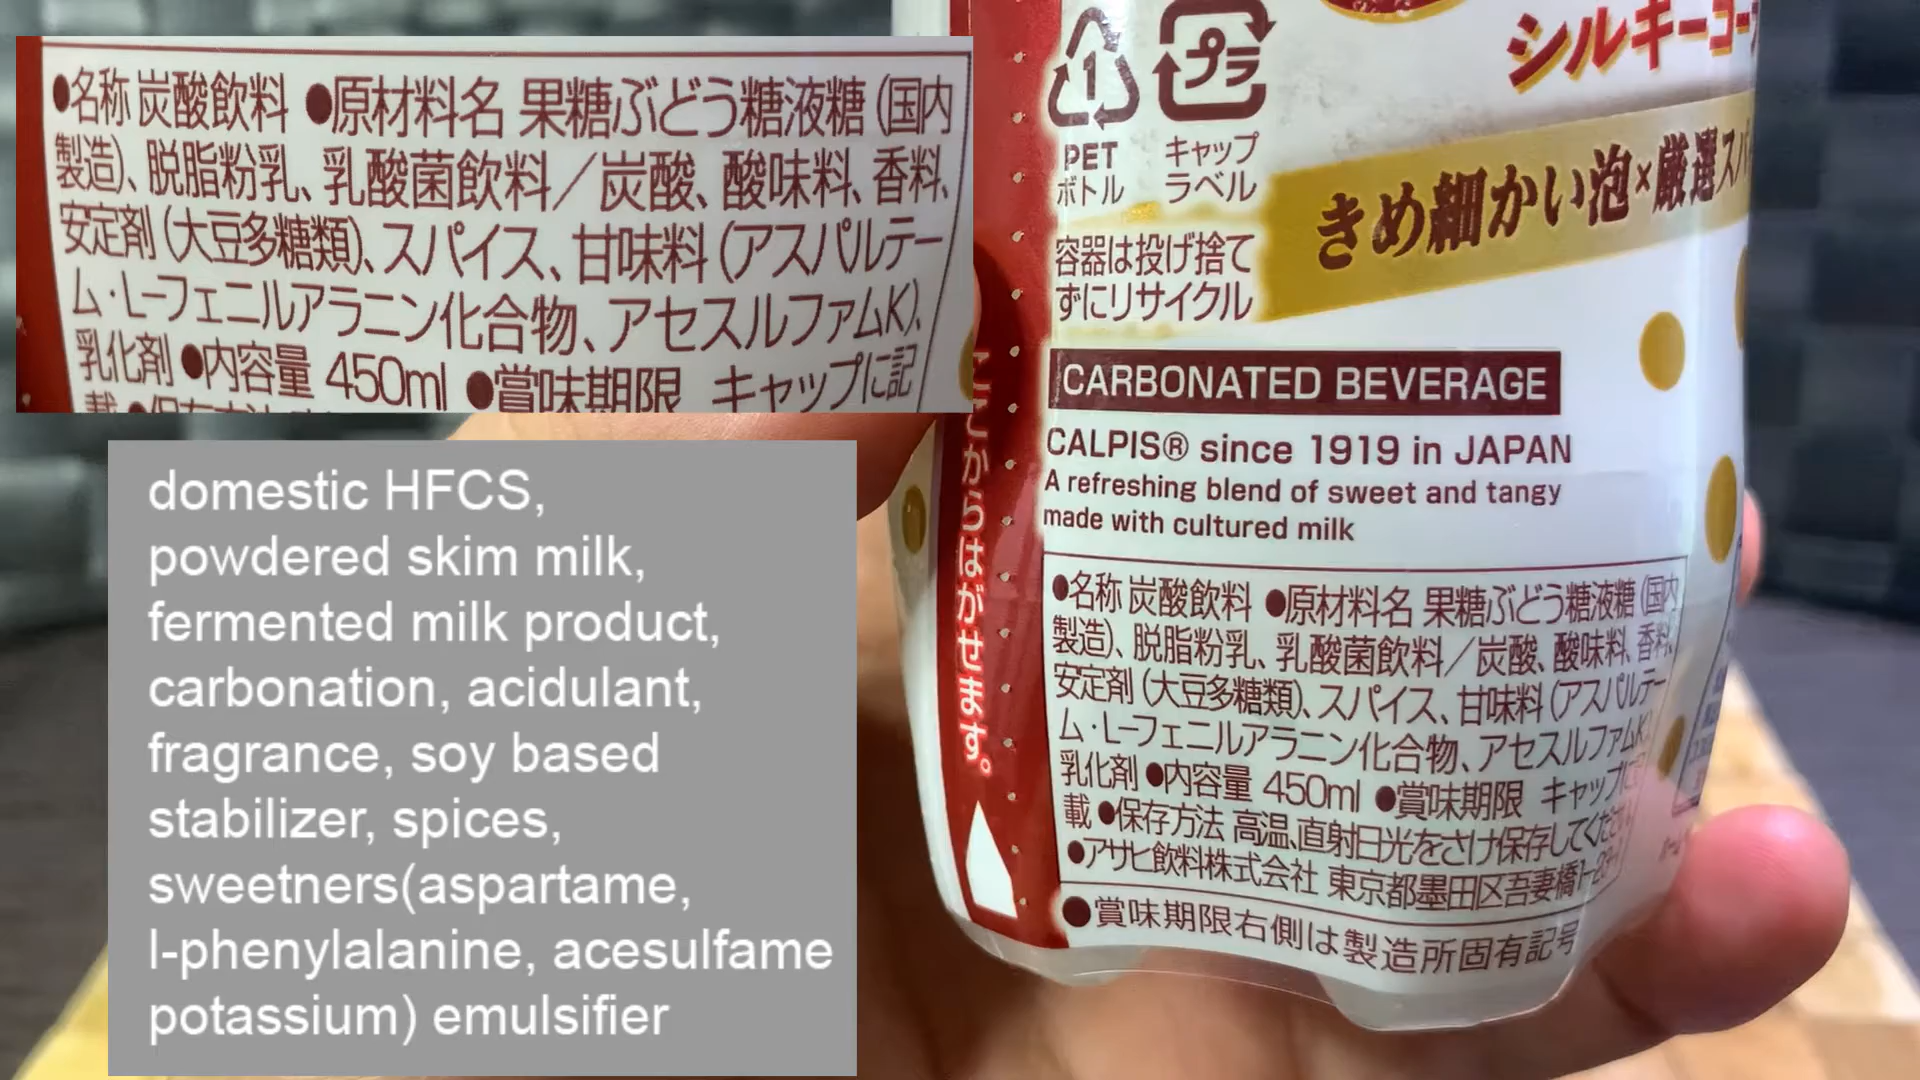 ●名称 炭酸飲料 ●原材料名 果糖ぶどう糖液糖(国内
製造)、脱脂粉乳、乳酸菌飲料/炭酸、酸味料、香料、
安定剤(大豆多糖類)、スパイス、甘味料(アスパルテー
ム・L-フェニルアラニン化合物、アセスルファムK)、
乳化剤 ●内容量 450ml ●賞味期限 キャップに記
domestic HFCS,
powdered skim milk,
fermented milk product,
carbonation, acidulant,
fragrance, soy based
stabilizer, spices,
sweetners(aspartame,
l-phenylalanine, acesulfame
potassium) emulsifier
ここからはがせます。
1
プラ
PET
ボトル
キャップ
ラベル
容器は投げ捨て
ずにリサイクル
シルキーコー
きめ細かい泡×厳選スパ
CARBONATED BEVERAGE
CALPIS® since 1919 in JAPAN
A refreshing blend of sweet and tangy
made with cultured milk
●名称 炭酸飲料 ●原材料名 果糖ぶどう糖液糖(国内
製造)、脱脂粉乳、乳酸菌飲料/炭酸、酸味料、香料、
安定剤(大豆多糖類)、スパイス、甘味料(アスパルテー
ム・L-フェニルアラニン化合物、アセスルファムK)、
乳化剤 ●内容量 450ml ●賞味期限 キャップに記
載 ●保存方法 高温、直射日光をさけ保存してください
●アサヒ飲料株式会社 東京都墨田区吾妻橋1-23-1
●賞味期限右側は製造所固有記号